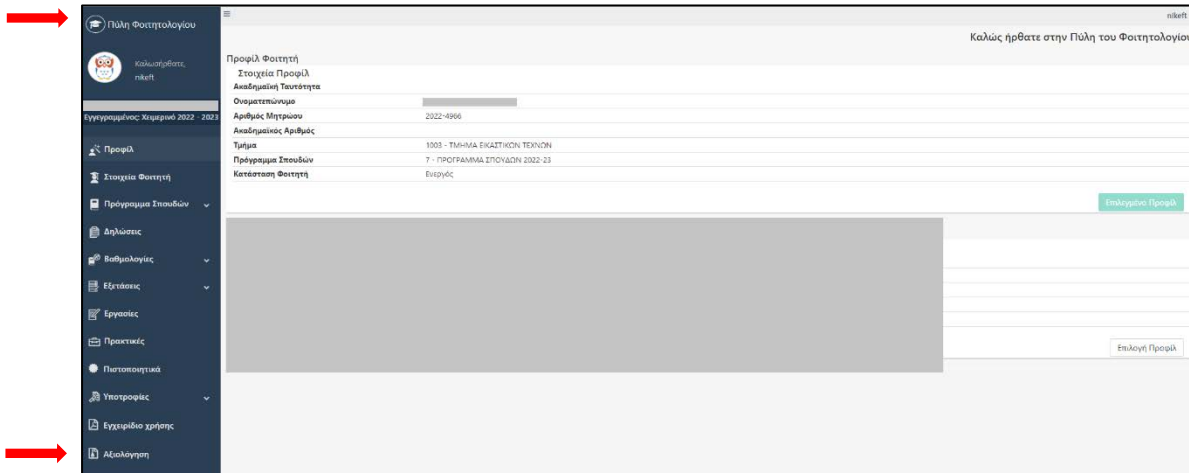 Πύλη Φοιτητολογίου
nikeft
Καλώς ήρθατε στην Πύλη του Φοιτητολογίου
Καλωσήρθατε,
nikeft
Εγγεγραμμένος: Χειμερινό 2022 - 2023
Προφίλ
Στοιχεία Φοιτητή
Πρόγραμμα Σπουδών
Δηλώσεις
Βαθμολογίες
Εξετάσεις
Εργασίες
Πρακτικές
Πιστοποιητικά
Υποτροφίες
Εγχειρίδιο χρήσης
Αξιολόγηση
Προφίλ Φοιτητή
Στοιχεία Προφίλ
Ακαδημαϊκή Ταυτότητα
Ονοματεπώνυμο
Αριθμός Μητρώου 2022-4966
Ακαδημαϊκός Αριθμός
Τμήμα 1003 - ΤΜΗΜΑ ΕΙΚΑΣΤΙΚΩΝ ΤΕΧΝΩΝ
Πρόγραμμα Σπουδών 7 - ΠΡΟΓΡΑΜΜΑ ΣΠΟΥΔΩΝ 2022-23
Κατάσταση Φοιτητή Ενεργός
Επιλεγμένο Προφίλ
Επιλογή Προφίλ